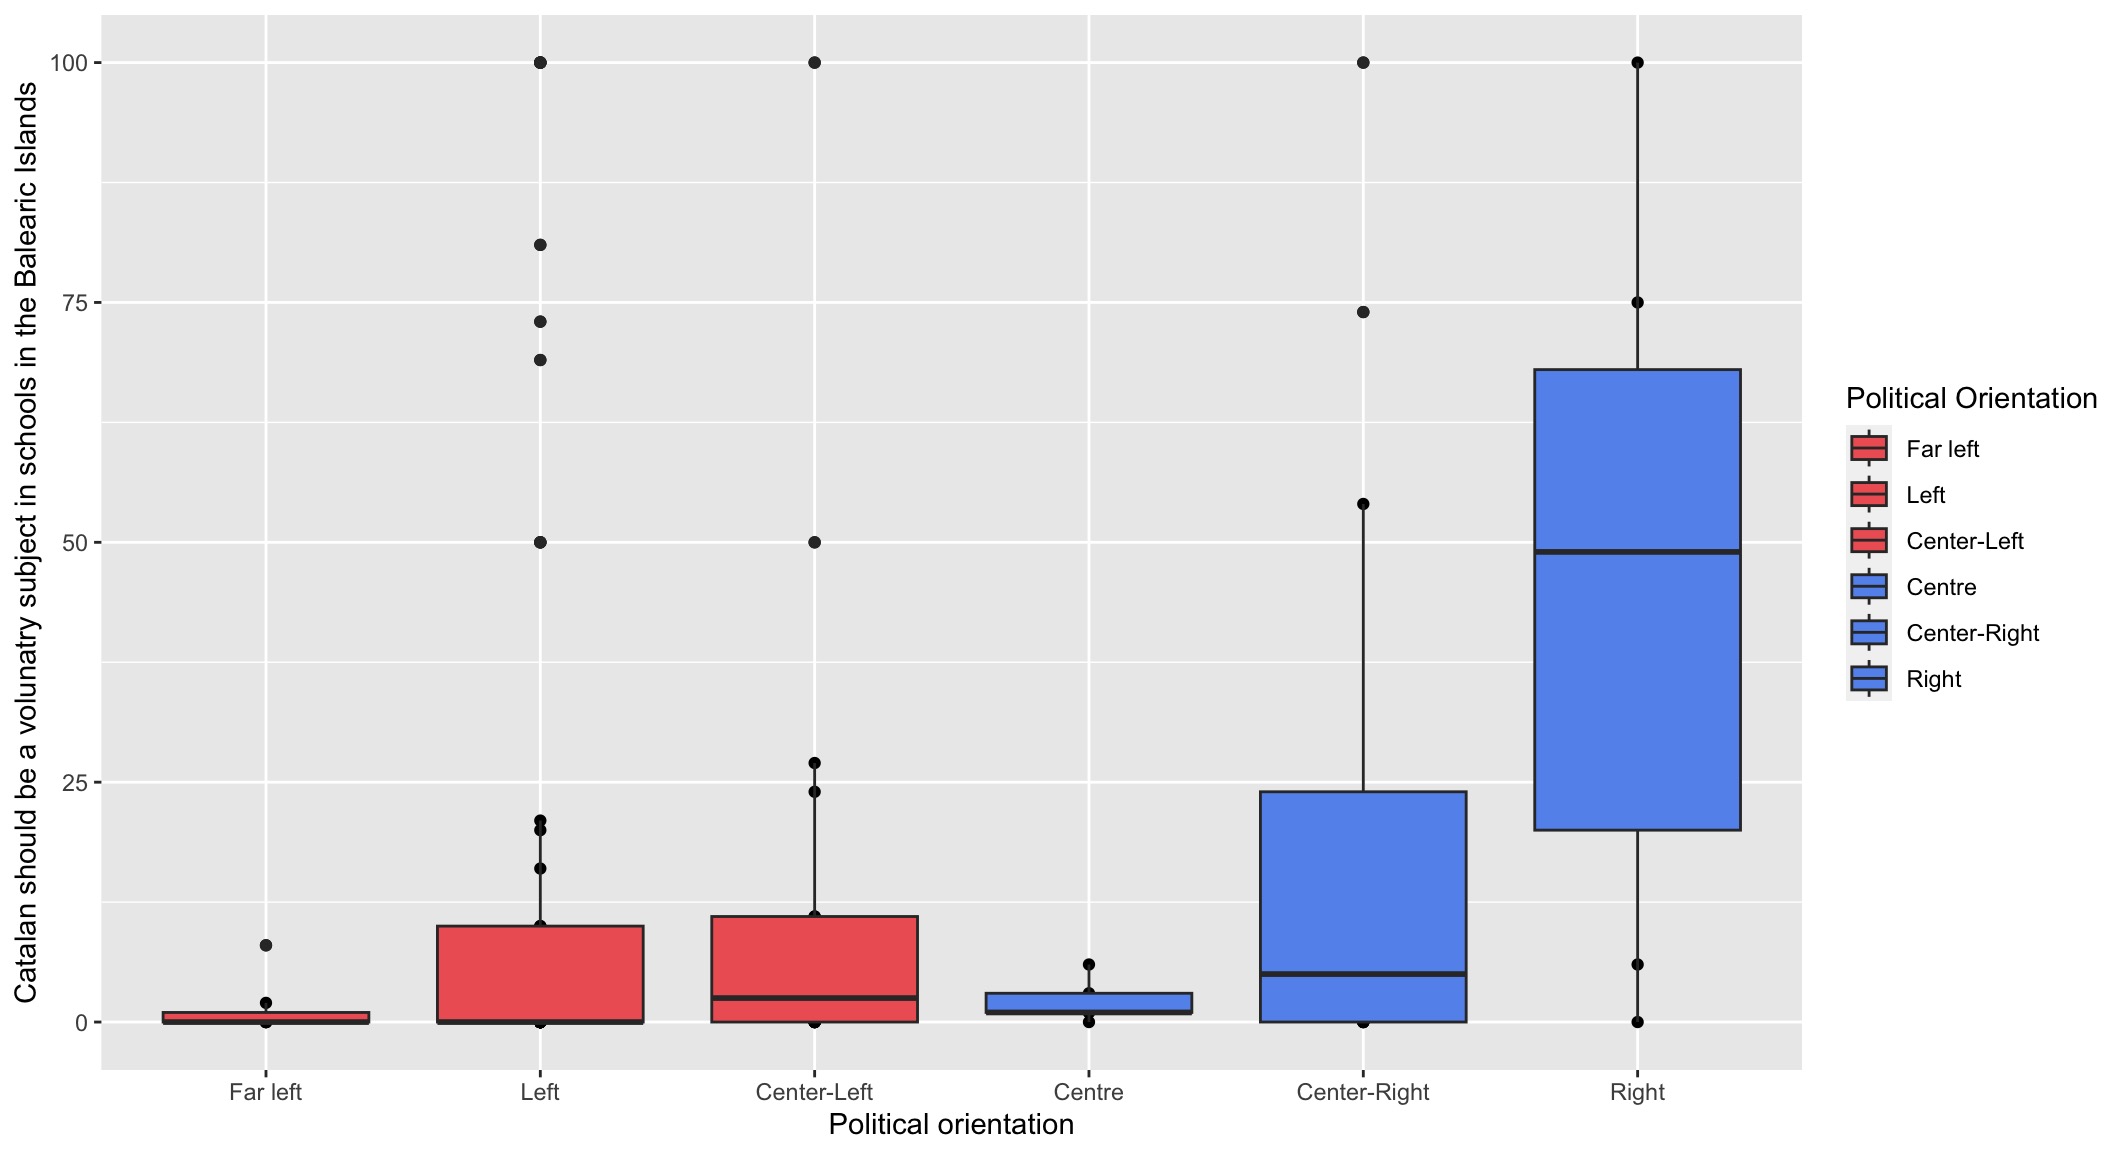 Catalan should be a volunatry subject in schools in the Balearic Islands
100
75
50
25
0
Far left
Left
Center-Left
Centre
Center-Right
Right
Political orientation
Political Orientation
Far left
Left
Center-Left
Centre
Center-Right
Right